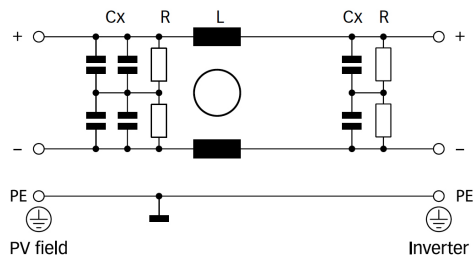 Cx R L Cx R
+ +
− −
PE PE
PV field Inverter